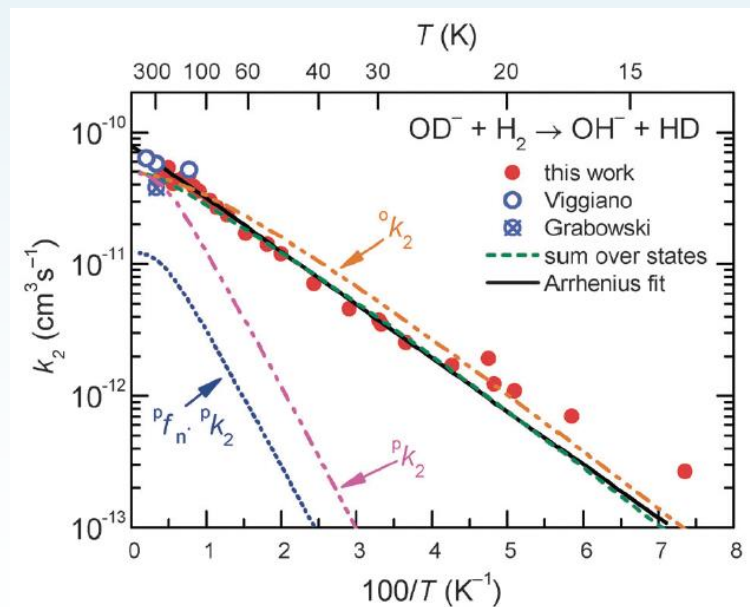 T (K)
300 100 60 40 30 20 15
OD⁻ + H₂ → OH⁻ + HD
this work
Viggiano
Grabowski
sum over states
Arrhenius fit
10⁻¹⁰
10⁻¹¹
10⁻¹²
10⁻¹³
k₂ (cm³s⁻¹)
ᵒk₂
ᵖfₙ· ᵖk₂
ᵖk₂
0 1 2 3 4 5 6 7 8
100/T (K⁻¹)